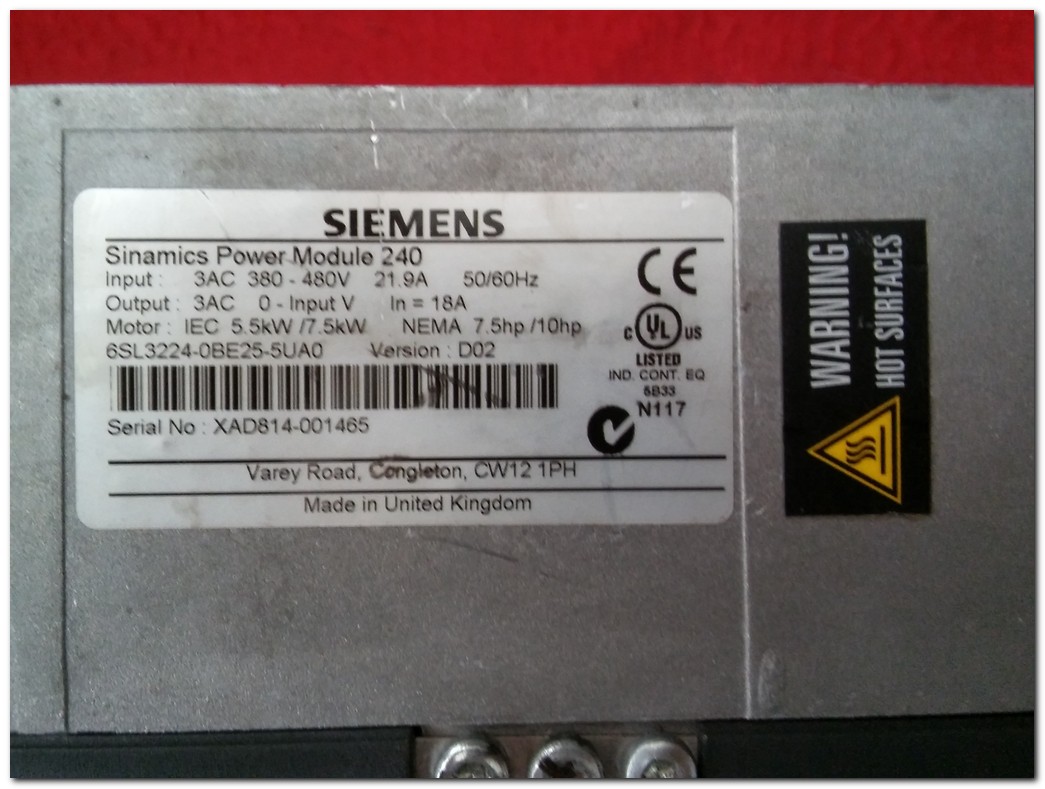 SIEMENS
Sinamics Power Module 240
Input : 3AC 380 - 480V 21.9A 50/60Hz
Output : 3AC 0 - Input V In = 18A
Motor : IEC 5.5kW /7.5kW NEMA 7.5hp /10hp
6SL3224-0BE25-5UA0 Version : D02
Serial No : XAD814-001465
CE
C UL US
LISTED
IND. CONT. EQ
5B33
N117
Varey Road, Congleton, CW12 1PH
Made in United Kingdom
WARNING!
HOT SURFACES